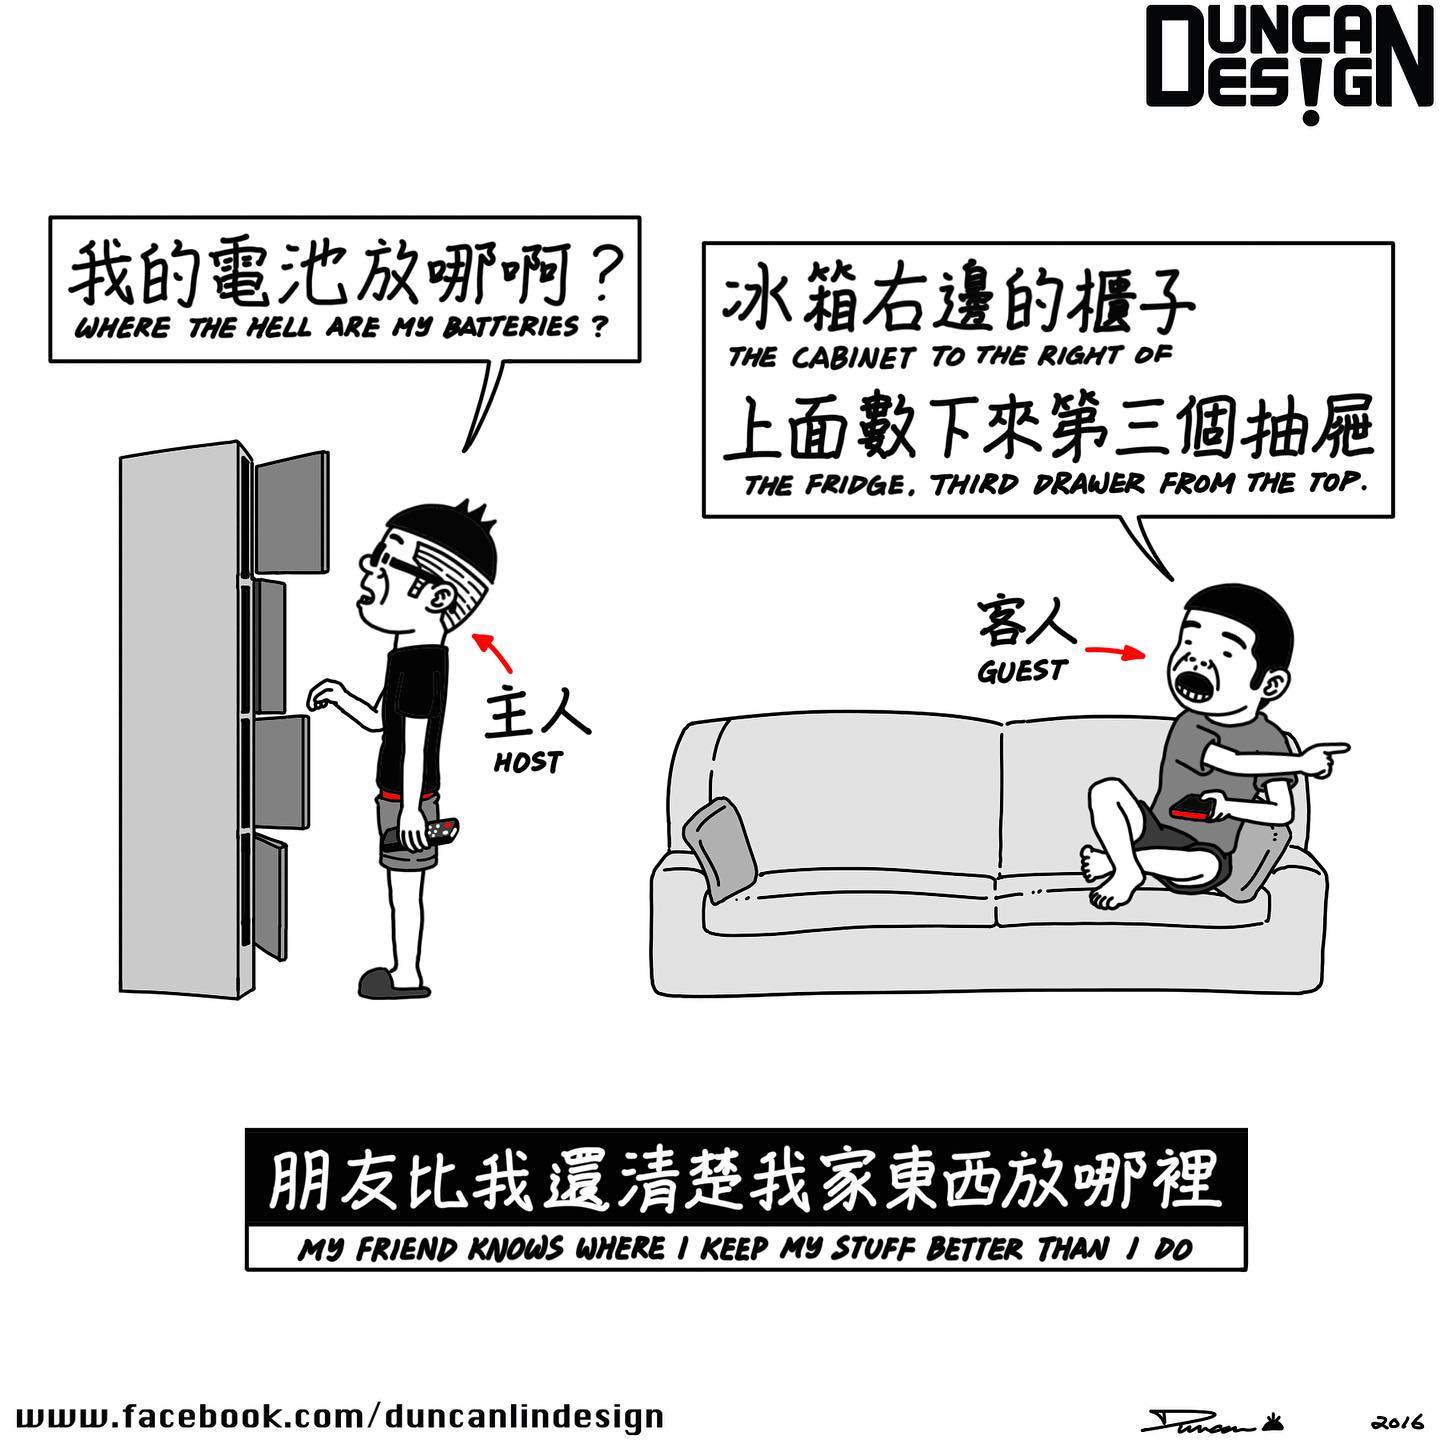 DUNCAN
DES!GN
我的電池放哪啊？
WHERE THE HELL ARE MY BATTERIES ?
冰箱右邊的櫃子
THE CABINET TO THE RIGHT OF
上面數下來第三個抽屜
THE FRIDGE. THIRD DRAWER FROM THE TOP.
客人
GUEST
主人
HOST
朋友比我還清楚我家東西放哪裡
MY FRIEND KNOWS WHERE I KEEP MY STUFF BETTER THAN I DO
www.facebook.com/duncanlindesign
Duncan
2016